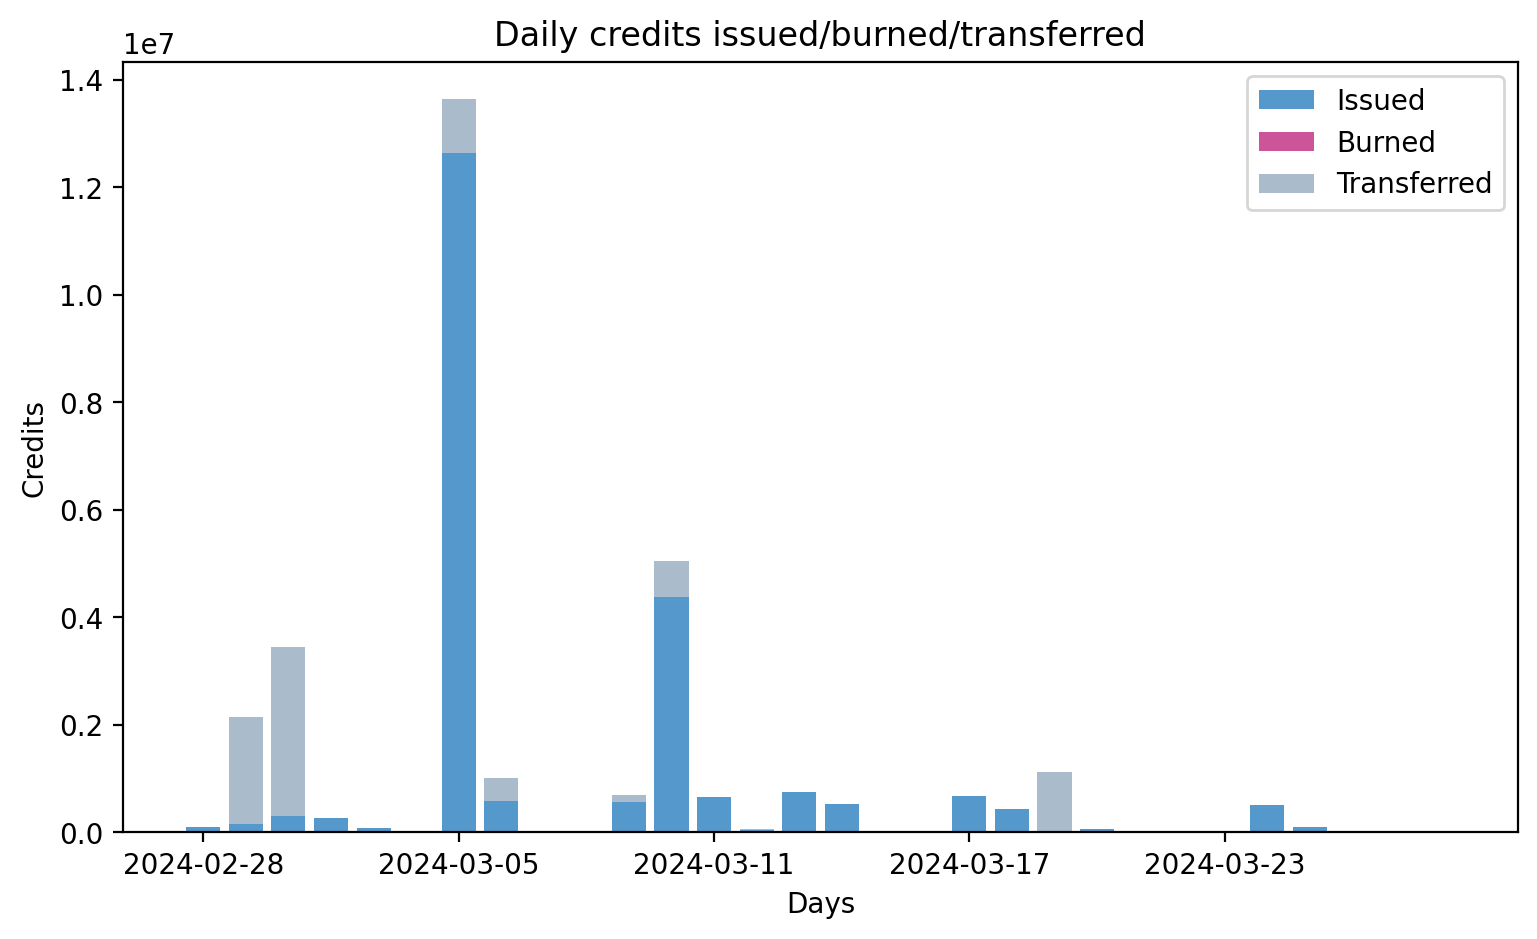 Daily credits issued/burned/transferred
1e7
1.4
1.2
1.0
0.8
0.6
0.4
0.2
0.0
Credits
Issued
Burned
Transferred
2024-02-28 2024-03-05 2024-03-11 2024-03-17 2024-03-23
Days